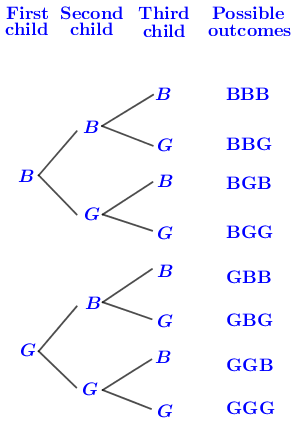 First Second Third Possible
child child child outcomes
B BBB
B
G BBG
B
B BGB
G
G BGG
B GBB
B
G GBG
G
B GGB
G
G GGG